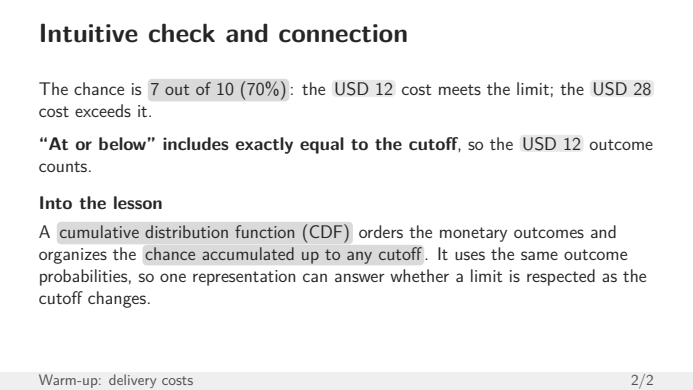 Intuitive check and connection
The chance is 7 out of 10 (70%): the USD 12 cost meets the limit; the USD 28
cost exceeds it.
“At or below” includes exactly equal to the cutoff, so the USD 12 outcome
counts.
Into the lesson
A cumulative distribution function (CDF) orders the monetary outcomes and
organizes the chance accumulated up to any cutoff. It uses the same outcome
probabilities, so one representation can answer whether a limit is respected as the
cutoff changes.
Warm-up: delivery costs
2/2